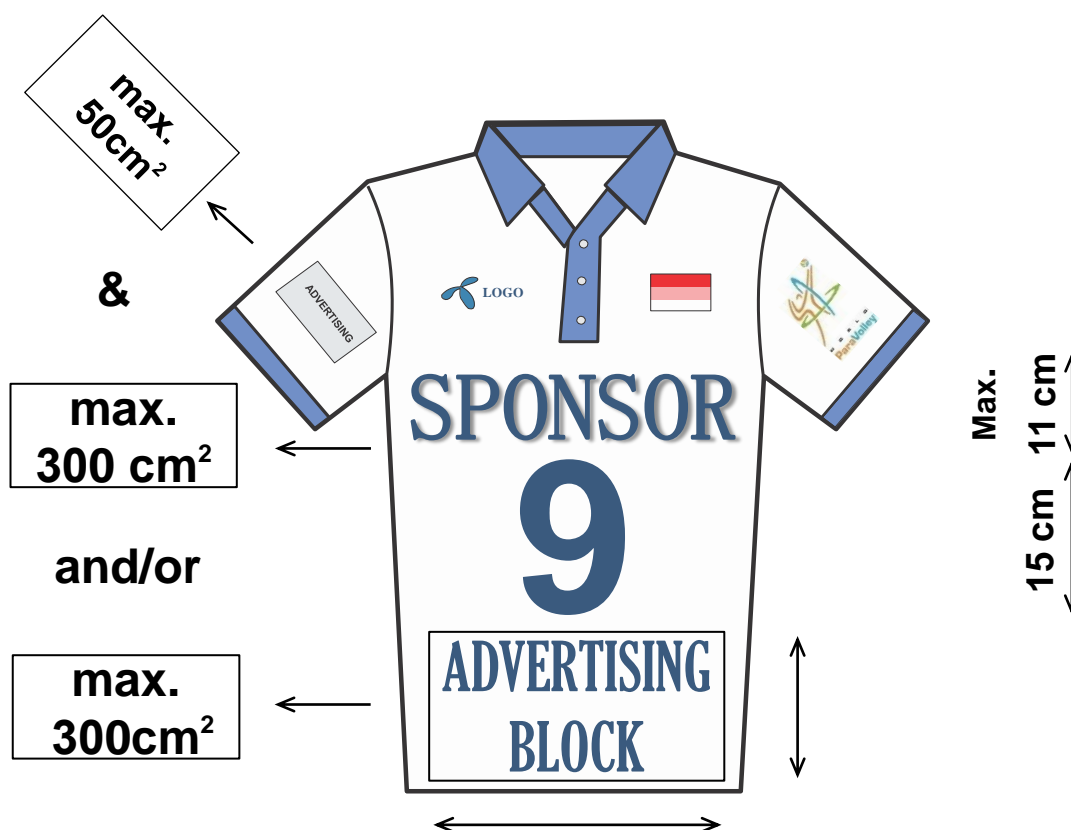 max.
50cm²
&
max.
300 cm²
and/or
max.
300cm²
ADVERTISING
LOGO
WORLD
ParaVolley
SPONSOR
9
ADVERTISING
BLOCK
Max.
11 cm
15 cm